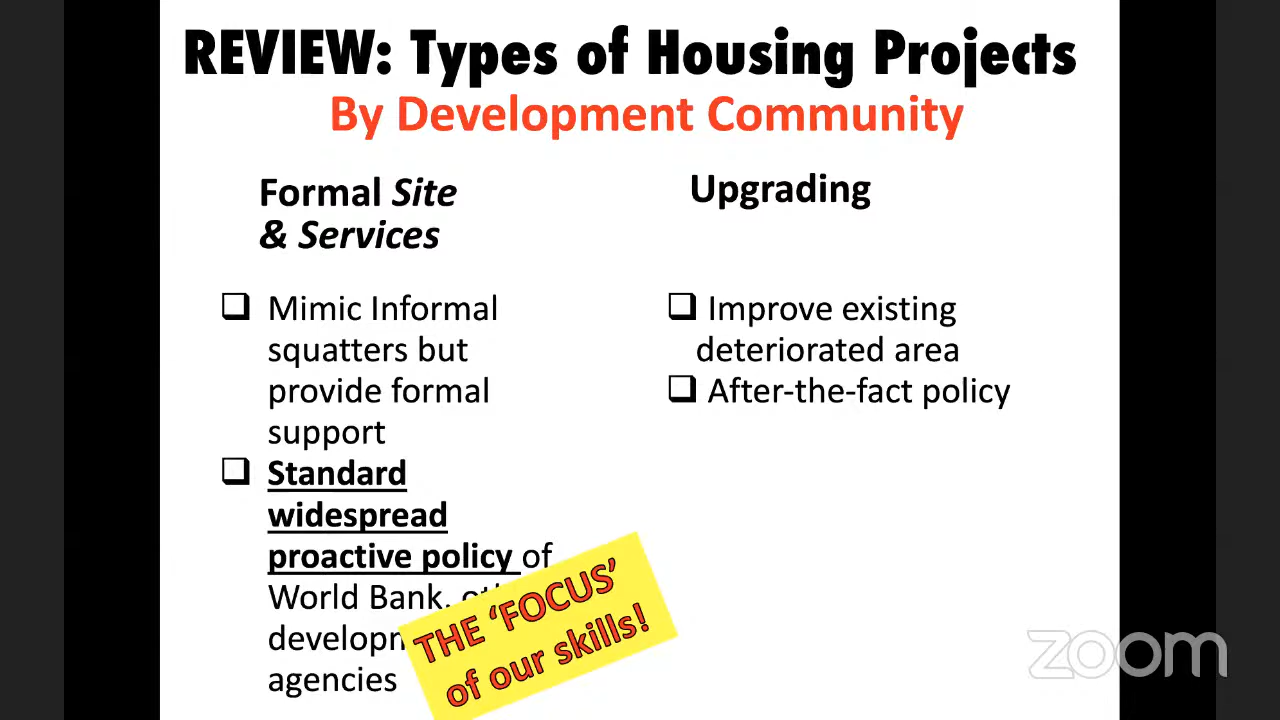 REVIEW: Types of Housing Projects
By Development Community
Formal Site
& Services
Mimic Informal
squatters but
provide formal
support
Standard
widespread
proactive policy of
World Bank,
agencies
THE ‘FOCUS’
of our skills!
Upgrading
Improve existing
deteriorated area
After-the-fact policy
zoom